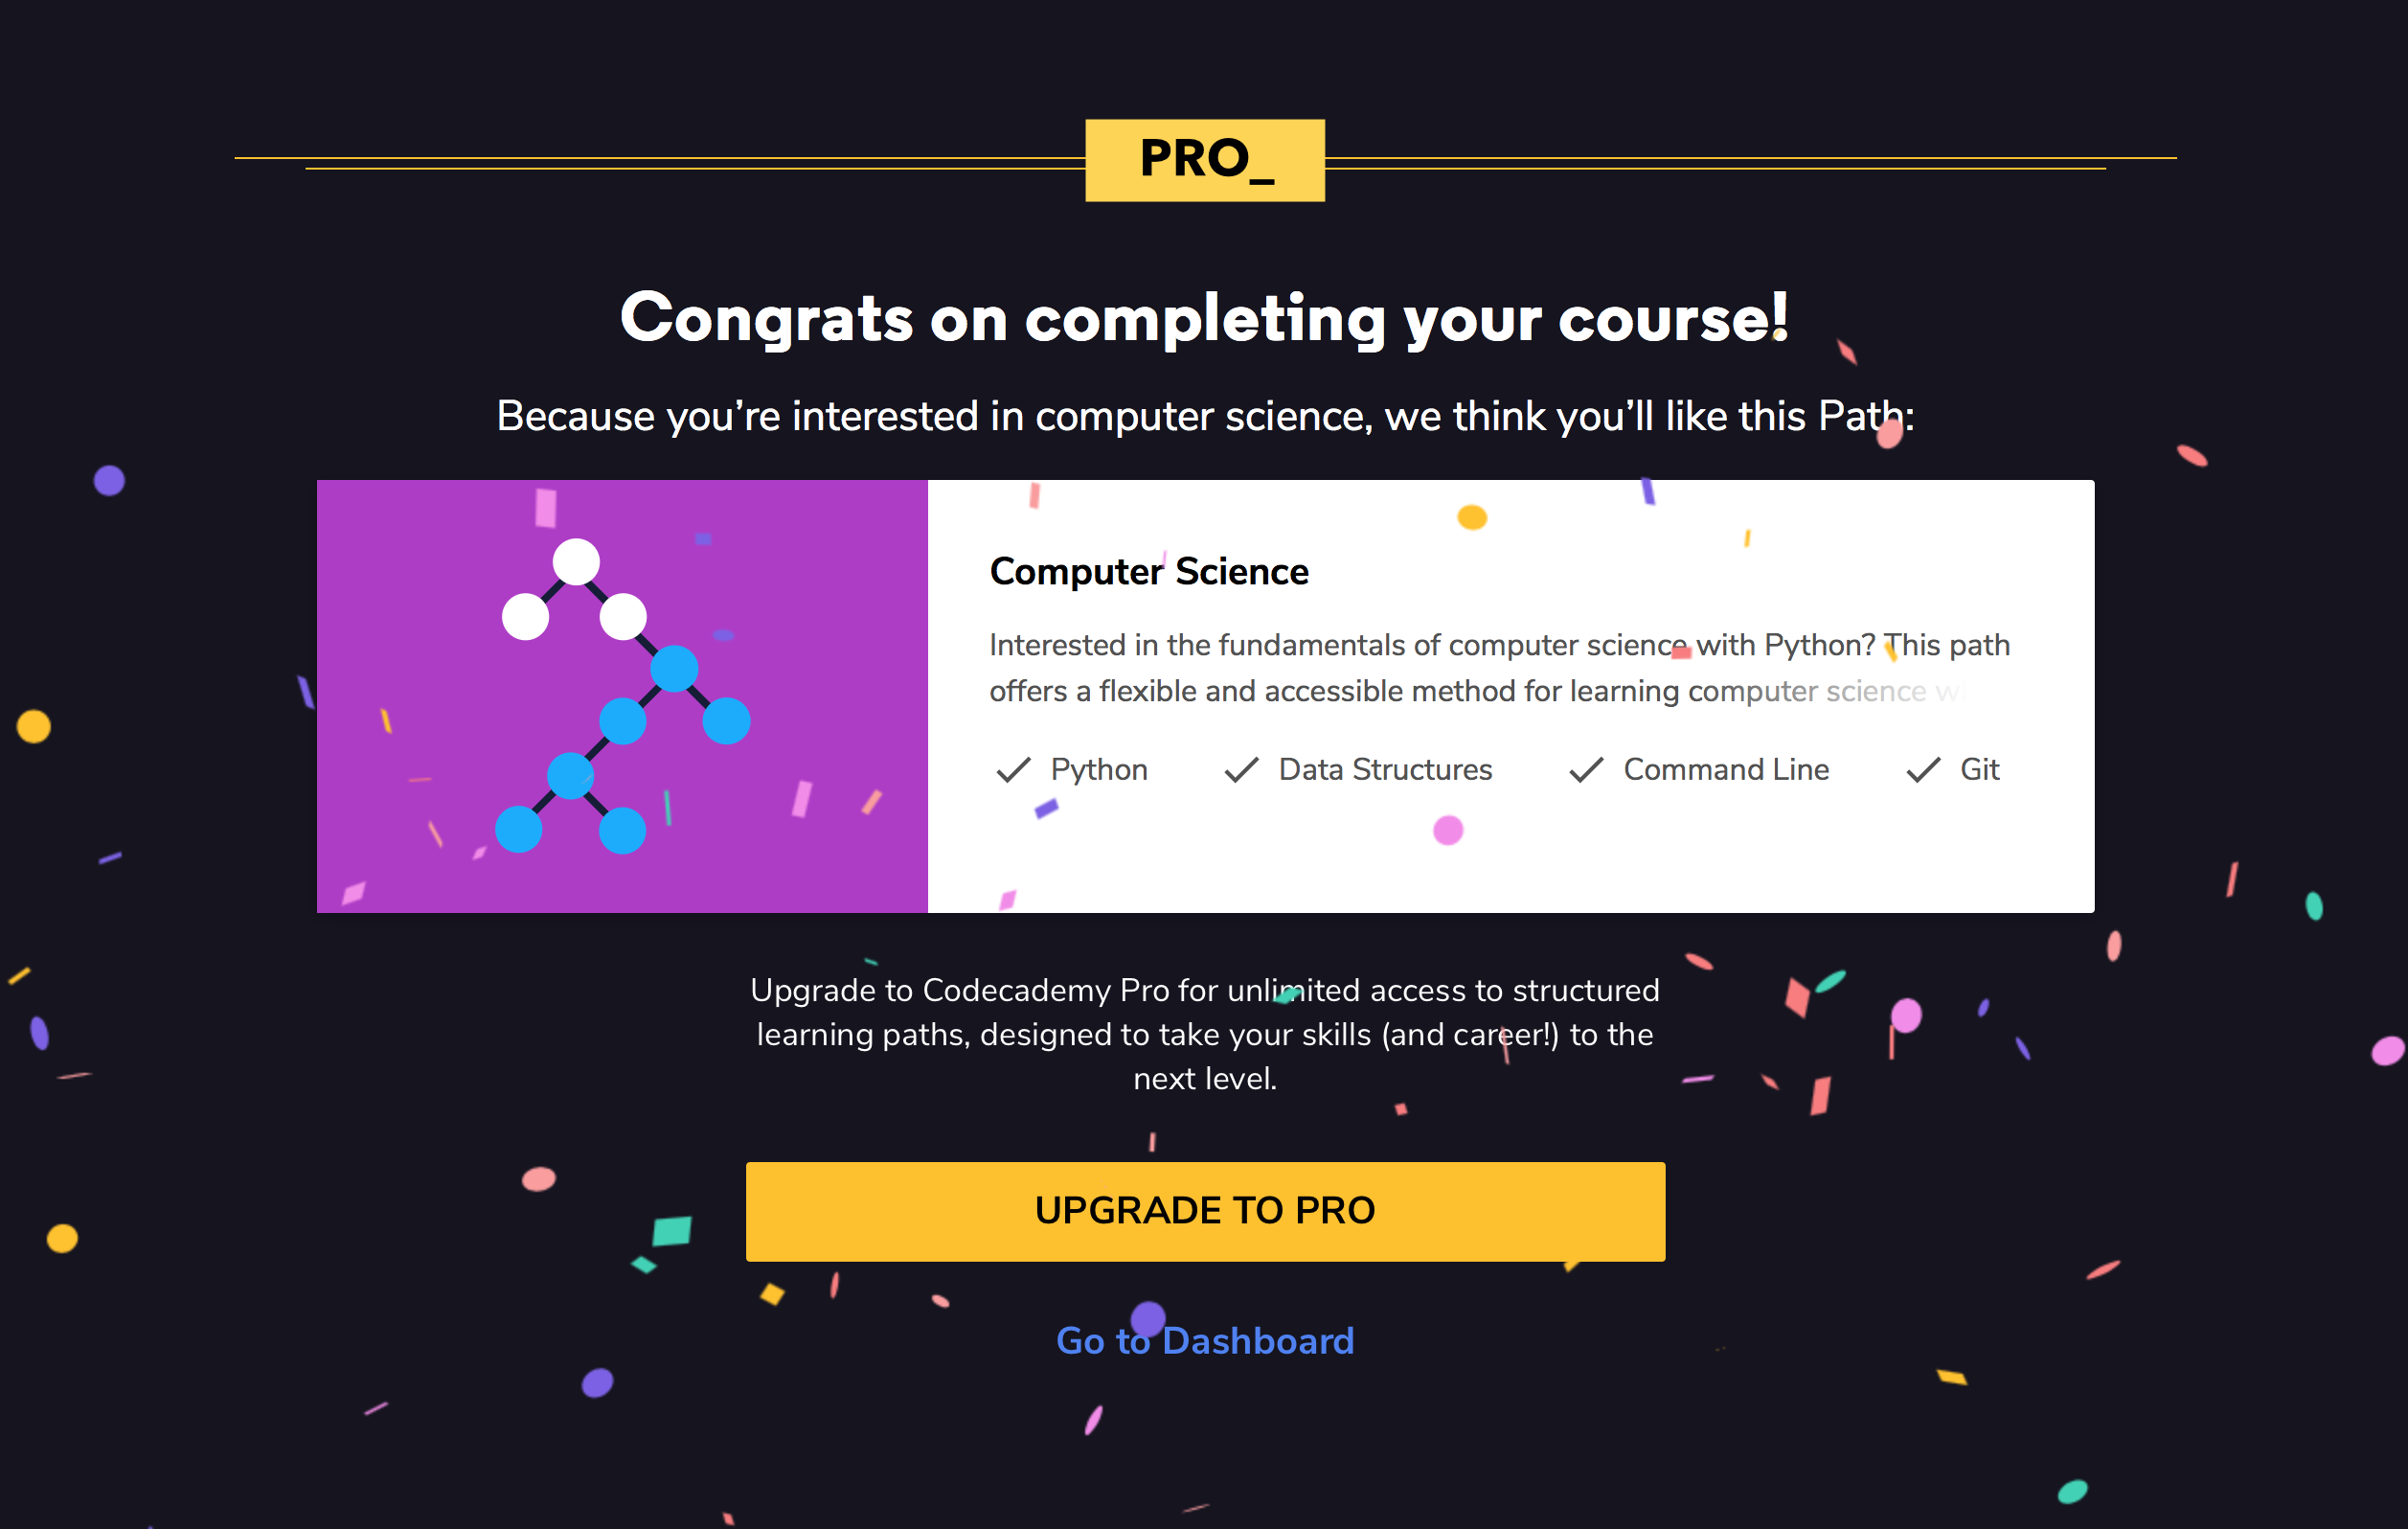 PRO_
Congrats on completing your course!
Because you’re interested in computer science, we think you’ll like this Path:
Computer Science
Interested in the fundamentals of computer science with Python? This path
offers a flexible and accessible method for learning computer science
Python
Data Structures
Command Line
Git
Upgrade to Codecademy Pro for unlimited access to structured
learning paths, designed to take your skills (and career!) to the
next level.
UPGRADE TO PRO
Go to Dashboard